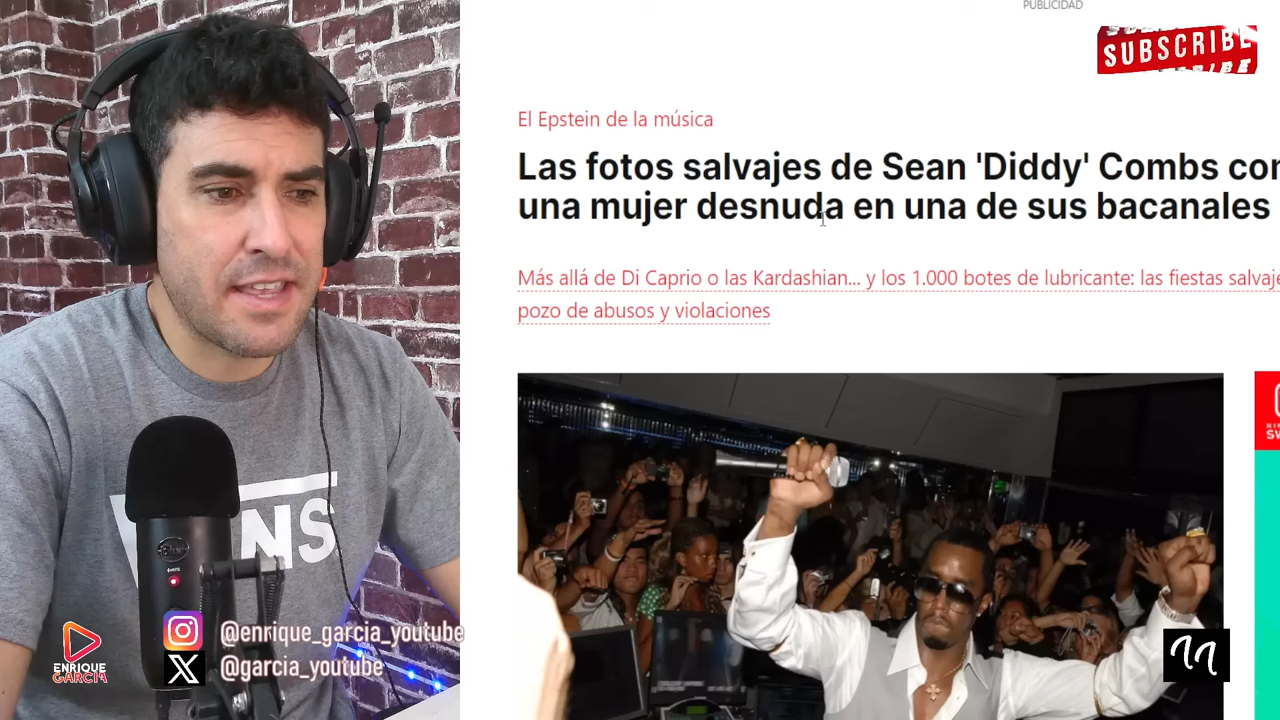 PUBLICIDAD
SUBSCRIBE
El Epstein de la música
Las fotos salvajes de Sean 'Diddy' Combs con
una mujer desnuda en una de sus bacanales
Más allá de Di Caprio o las Kardashian... y los 1.000 botes de lubricante: las fiestas salvaje
pozo de abusos y violaciones
VANS
@enrique_garcia_youtube
@garcia_youtube
ENRIQUE
GARCIA